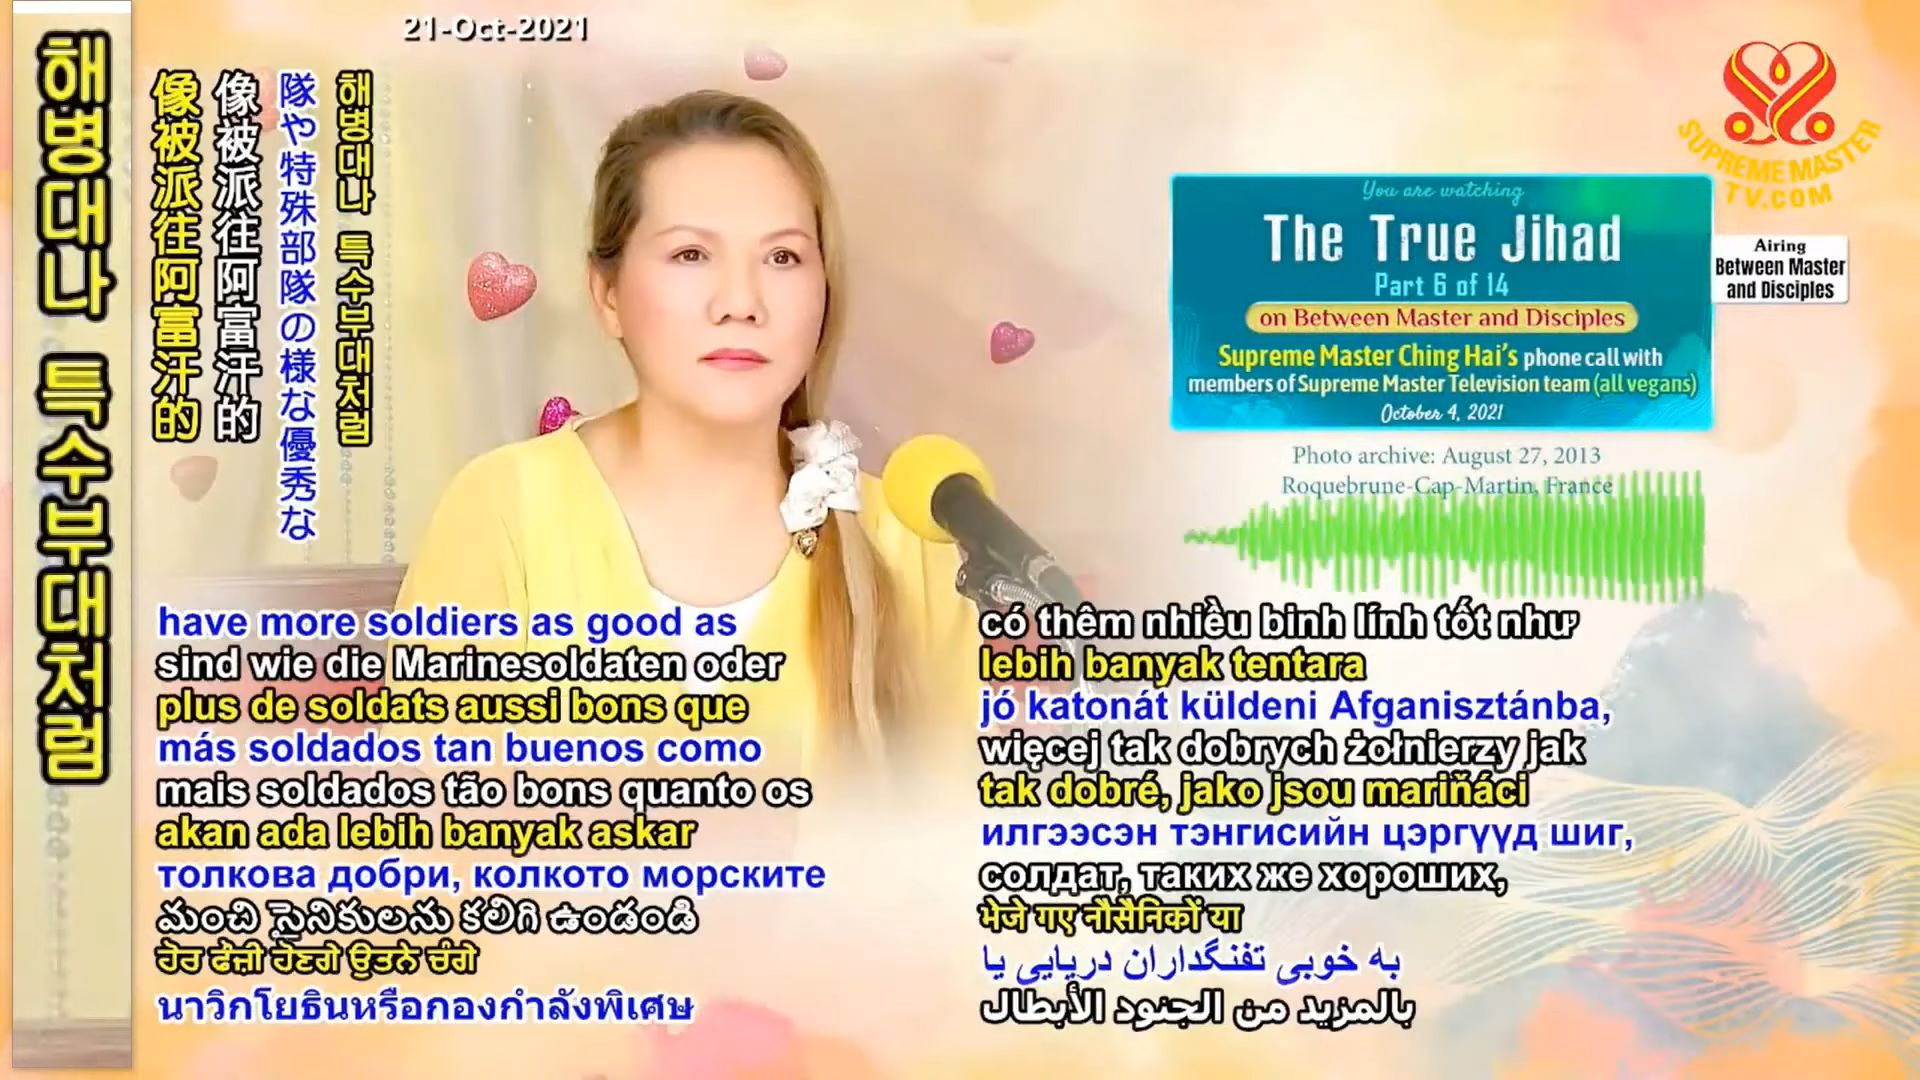 21-Oct-2021
해병대나 특수부대처럼
像被派往阿富汗的
像被派往阿富汗的
隊や特殊部隊の様な優秀な
해병대나 특수부대처럼
SUPREME MASTER
TV.COM
You are watching
The True Jihad
Part 6 of 14
on Between Master and Disciples
Supreme Master Ching Hai's phone call with
members of Supreme Master Television team (all vegans)
October 4, 2021
Airing
Between Master
and Disciples
Photo archive: August 27, 2013
Roquebrune-Cap-Martin, France
have more soldiers as good as
sind wie die Marinesoldaten oder
plus de soldats aussi bons que
más soldados tan buenos como
mais soldados tão bons quanto os
akan ada lebih banyak askar
толкова добри, колкото морските
మంచి సైనికులను కలిగి ఉండండి
ਹੋਰ ਫੌਜ਼ੀ ਹੋਣਗੇ ਉਤਨੇ ਚੰਗੇ
นาวิกโยธินหรือกองกำลังพิเศษ
có thêm nhiều binh lính tốt như
lebih banyak tentara
jó katonát küldeni Afganisztánba,
więcej tak dobrych żołnierzy jak
tak dobré, jako jsou mariňáci
илгээсэн тэнгисийн цэргүүд шиг,
солдат, таких же хороших,
भेजे गए नौसैनिकों या
به خوبی تفنگداران دریایی یا
بالمزيد من الجنود الأبطال